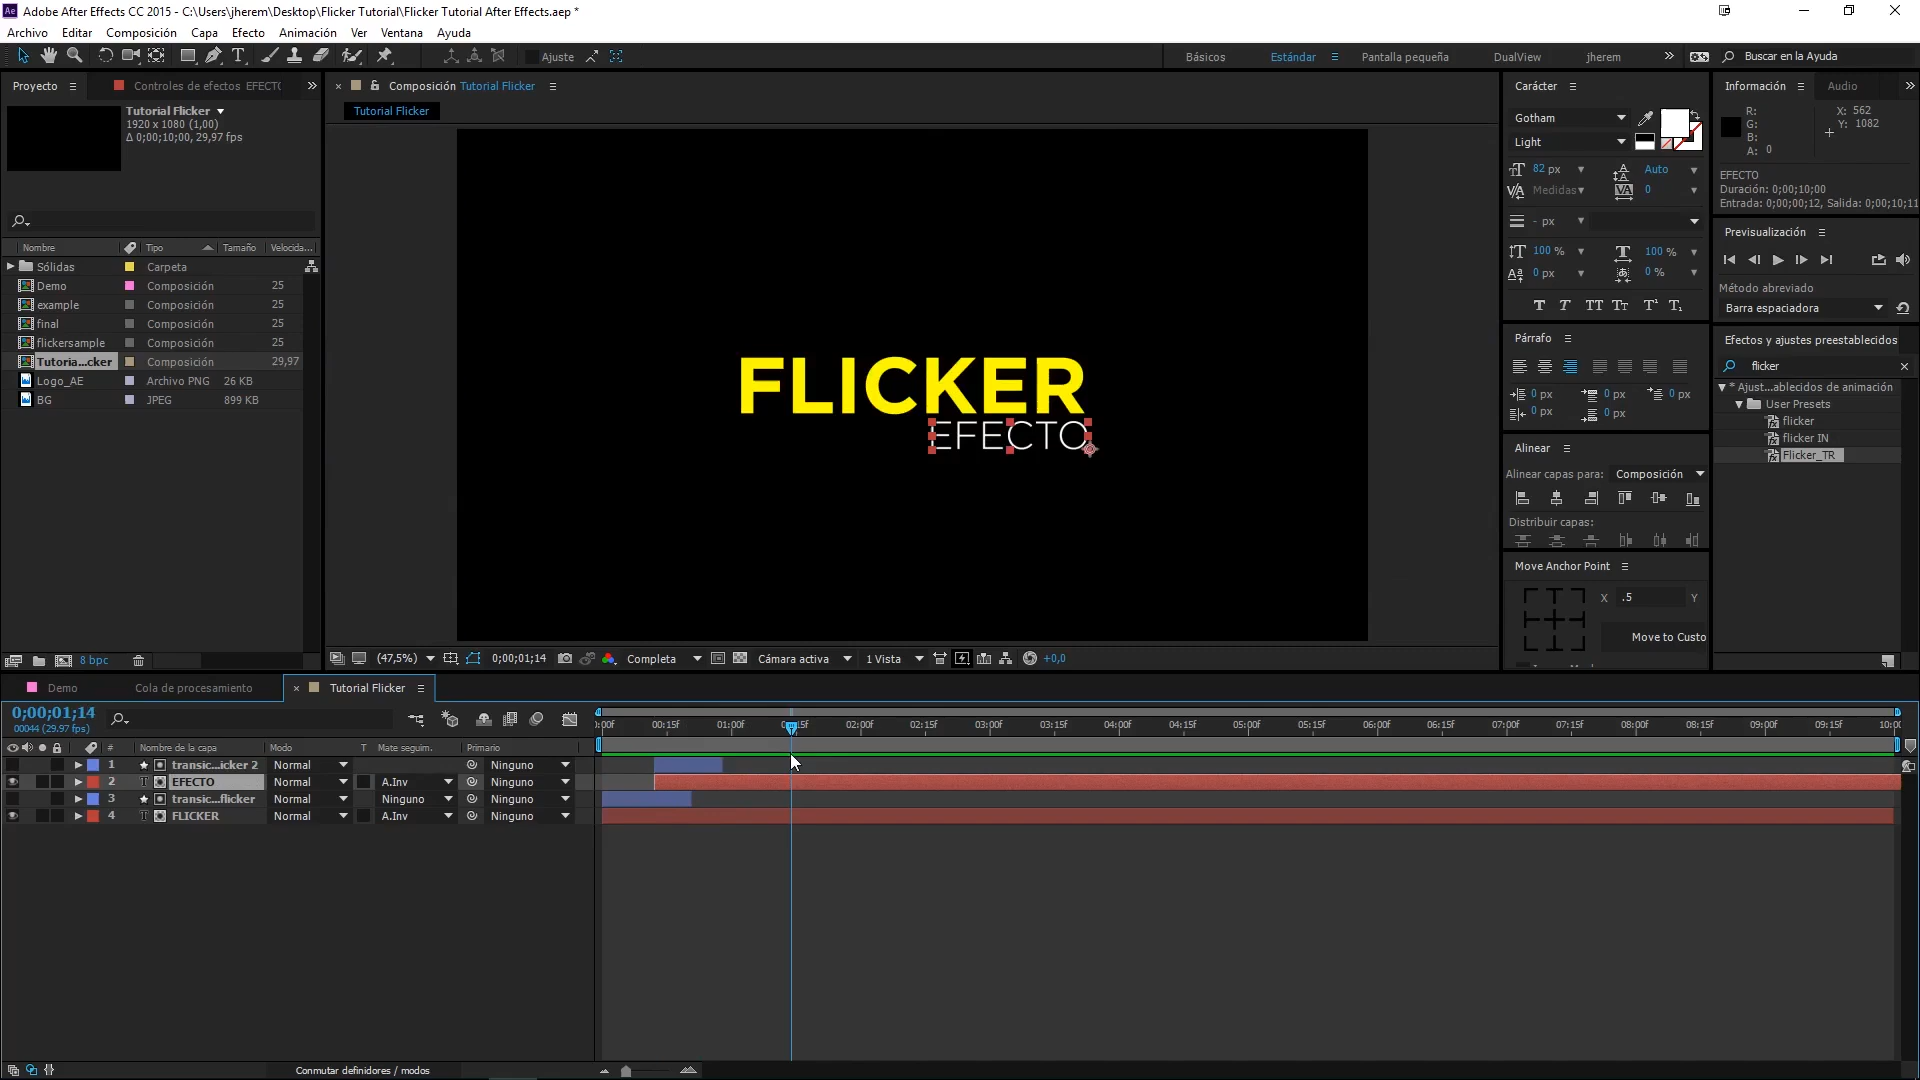 Adobe After Effects CC 2015 - C:\Users\jherem\Desktop\Flicker Tutorial\Flicker Tutorial After Effects.aep *
Archivo Editar Composición Capa Efecto Animación Ver Ventana Ayuda
Ajuste Básicos Estándar Pantalla pequeña DualView jherem Buscar en la Ayuda
Proyecto Controles de efectos EFECTO
Tutorial Flicker
1920 x 1080 (1,00)
Δ 0;00;10;00, 29,97 fps
Nombre Tipo Tamaño Velocida...
Sólidas Carpeta
Demo Composición 25
example Composición 25
final Composición 25
flickersample Composición 25
Tutoria...cker Composición 29,97
Logo_AE Archivo PNG 26 KB
BG JPEG 899 KB
8 bpc
Composición Tutorial Flicker
Tutorial Flicker
FLICKER
EFECTO
(47,5%) 0;00;01;14 Completa Cámara activa 1 Vista +0,0
Carácter
Gotham
Light
82 px Auto
Medidas 0
- px
100 % 100 %
0 px 0 %
Párrafo
0 px 0 px 0 px
0 px 0 px
Alinear
Alinear capas para: Composición
Distribuir capas:
Move Anchor Point
X .5 Y
Move to Custo
Información Audio
R: X: 562
G: Y: 1082
B:
A: 0
EFECTO
Duración: 0;00;10;00
Entrada: 0;00;00;12, Salida: 0;00;10;11
Previsualización
Método abreviado
Barra espaciadora
Efectos y ajustes preestablecidos
flicker
* Ajust...ablecidos de animación
User Presets
flicker
flicker IN
Flicker_TR
Demo Cola de procesamiento Tutorial Flicker
0;00;01;14
00044 (29.97 fps)
# Nombre de la capa Modo T Mate seguim. Primario
1 transic...icker 2 Normal Ninguno
2 EFECTO Normal A.Inv Ninguno
3 transic...flicker Normal Ninguno Ninguno
4 FLICKER Normal A.Inv Ninguno
):00f 00:15f 01:00f 02:00f 02:15f 03:00f 03:15f 04:00f 04:15f 05:00f 05:15f 06:00f 06:15f 07:00f 07:15f 08:00f 08:15f 09:00f 09:15f 10:00
Conmutar definidores / modos